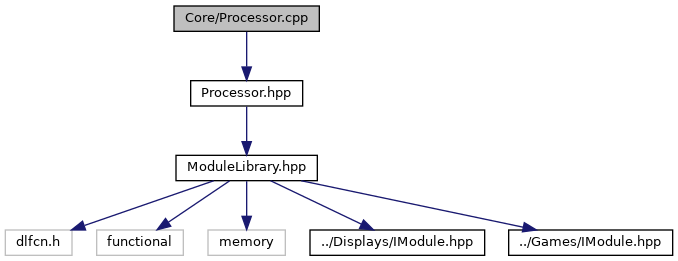 Core/Processor.cpp
Processor.hpp
ModuleLibrary.hpp
dlfcn.h
functional
memory
../Displays/IModule.hpp
../Games/IModule.hpp